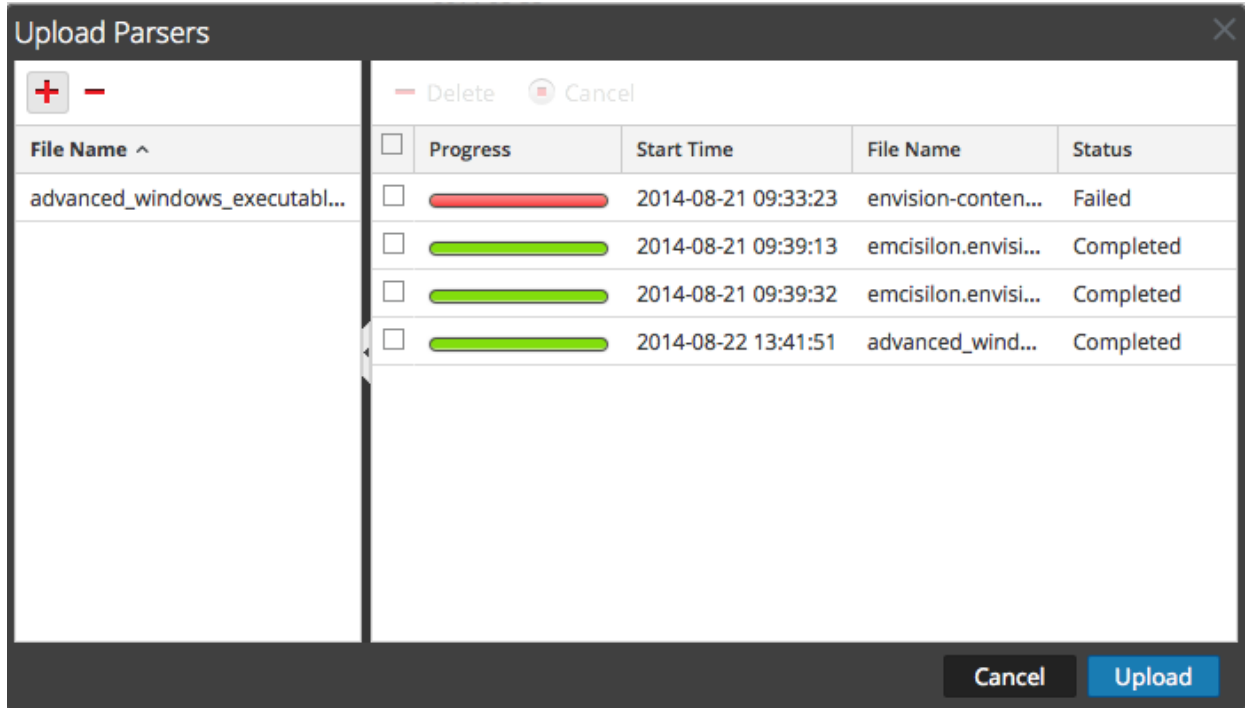 Upload Parsers
Delete Cancel
File Name
advanced_windows_executabl...
Progress Start Time File Name Status
2014-08-21 09:33:23 envision-conten... Failed
2014-08-21 09:39:13 emcisilon.envisi... Completed
2014-08-21 09:39:32 emcisilon.envisi... Completed
2014-08-22 13:41:51 advanced_wind... Completed
Cancel Upload